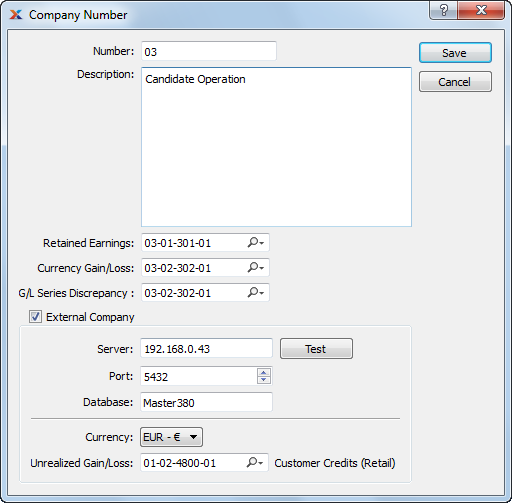 Company Number
?
Number: 03
Save
Description: Candidate Operation
Cancel
Retained Earnings: 03-01-301-01
Currency Gain/Loss: 03-02-302-01
G/L Series Discrepancy : 03-02-302-01
External Company
Server: 192.168.0.43 Test
Port: 5432
Database: Master380
Currency: EUR - €
Unrealized Gain/Loss: 01-02-4800-01 Customer Credits (Retail)